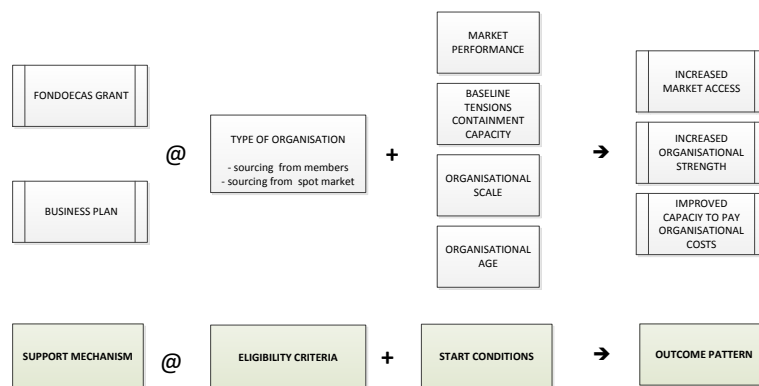 FONDOECAS GRANT
BUSINESS PLAN
@
TYPE OF ORGANISATION
- sourcing from members
- sourcing from spot market
+
MARKET
PERFORMANCE
BASELINE
TENSIONS
CONTAINMENT
CAPACITY
ORGANISATIONAL
SCALE
ORGANISATIONAL
AGE
➔
INCREASED
MARKET ACCESS
INCREASED
ORGANISATIONAL
STRENGTH
IMPROVED
CAPACIY TO PAY
ORGANISATIONAL
COSTS
SUPPORT MECHANISM
@
ELIGIBILITY CRITERIA
+
START CONDITIONS
➔
OUTCOME PATTERN